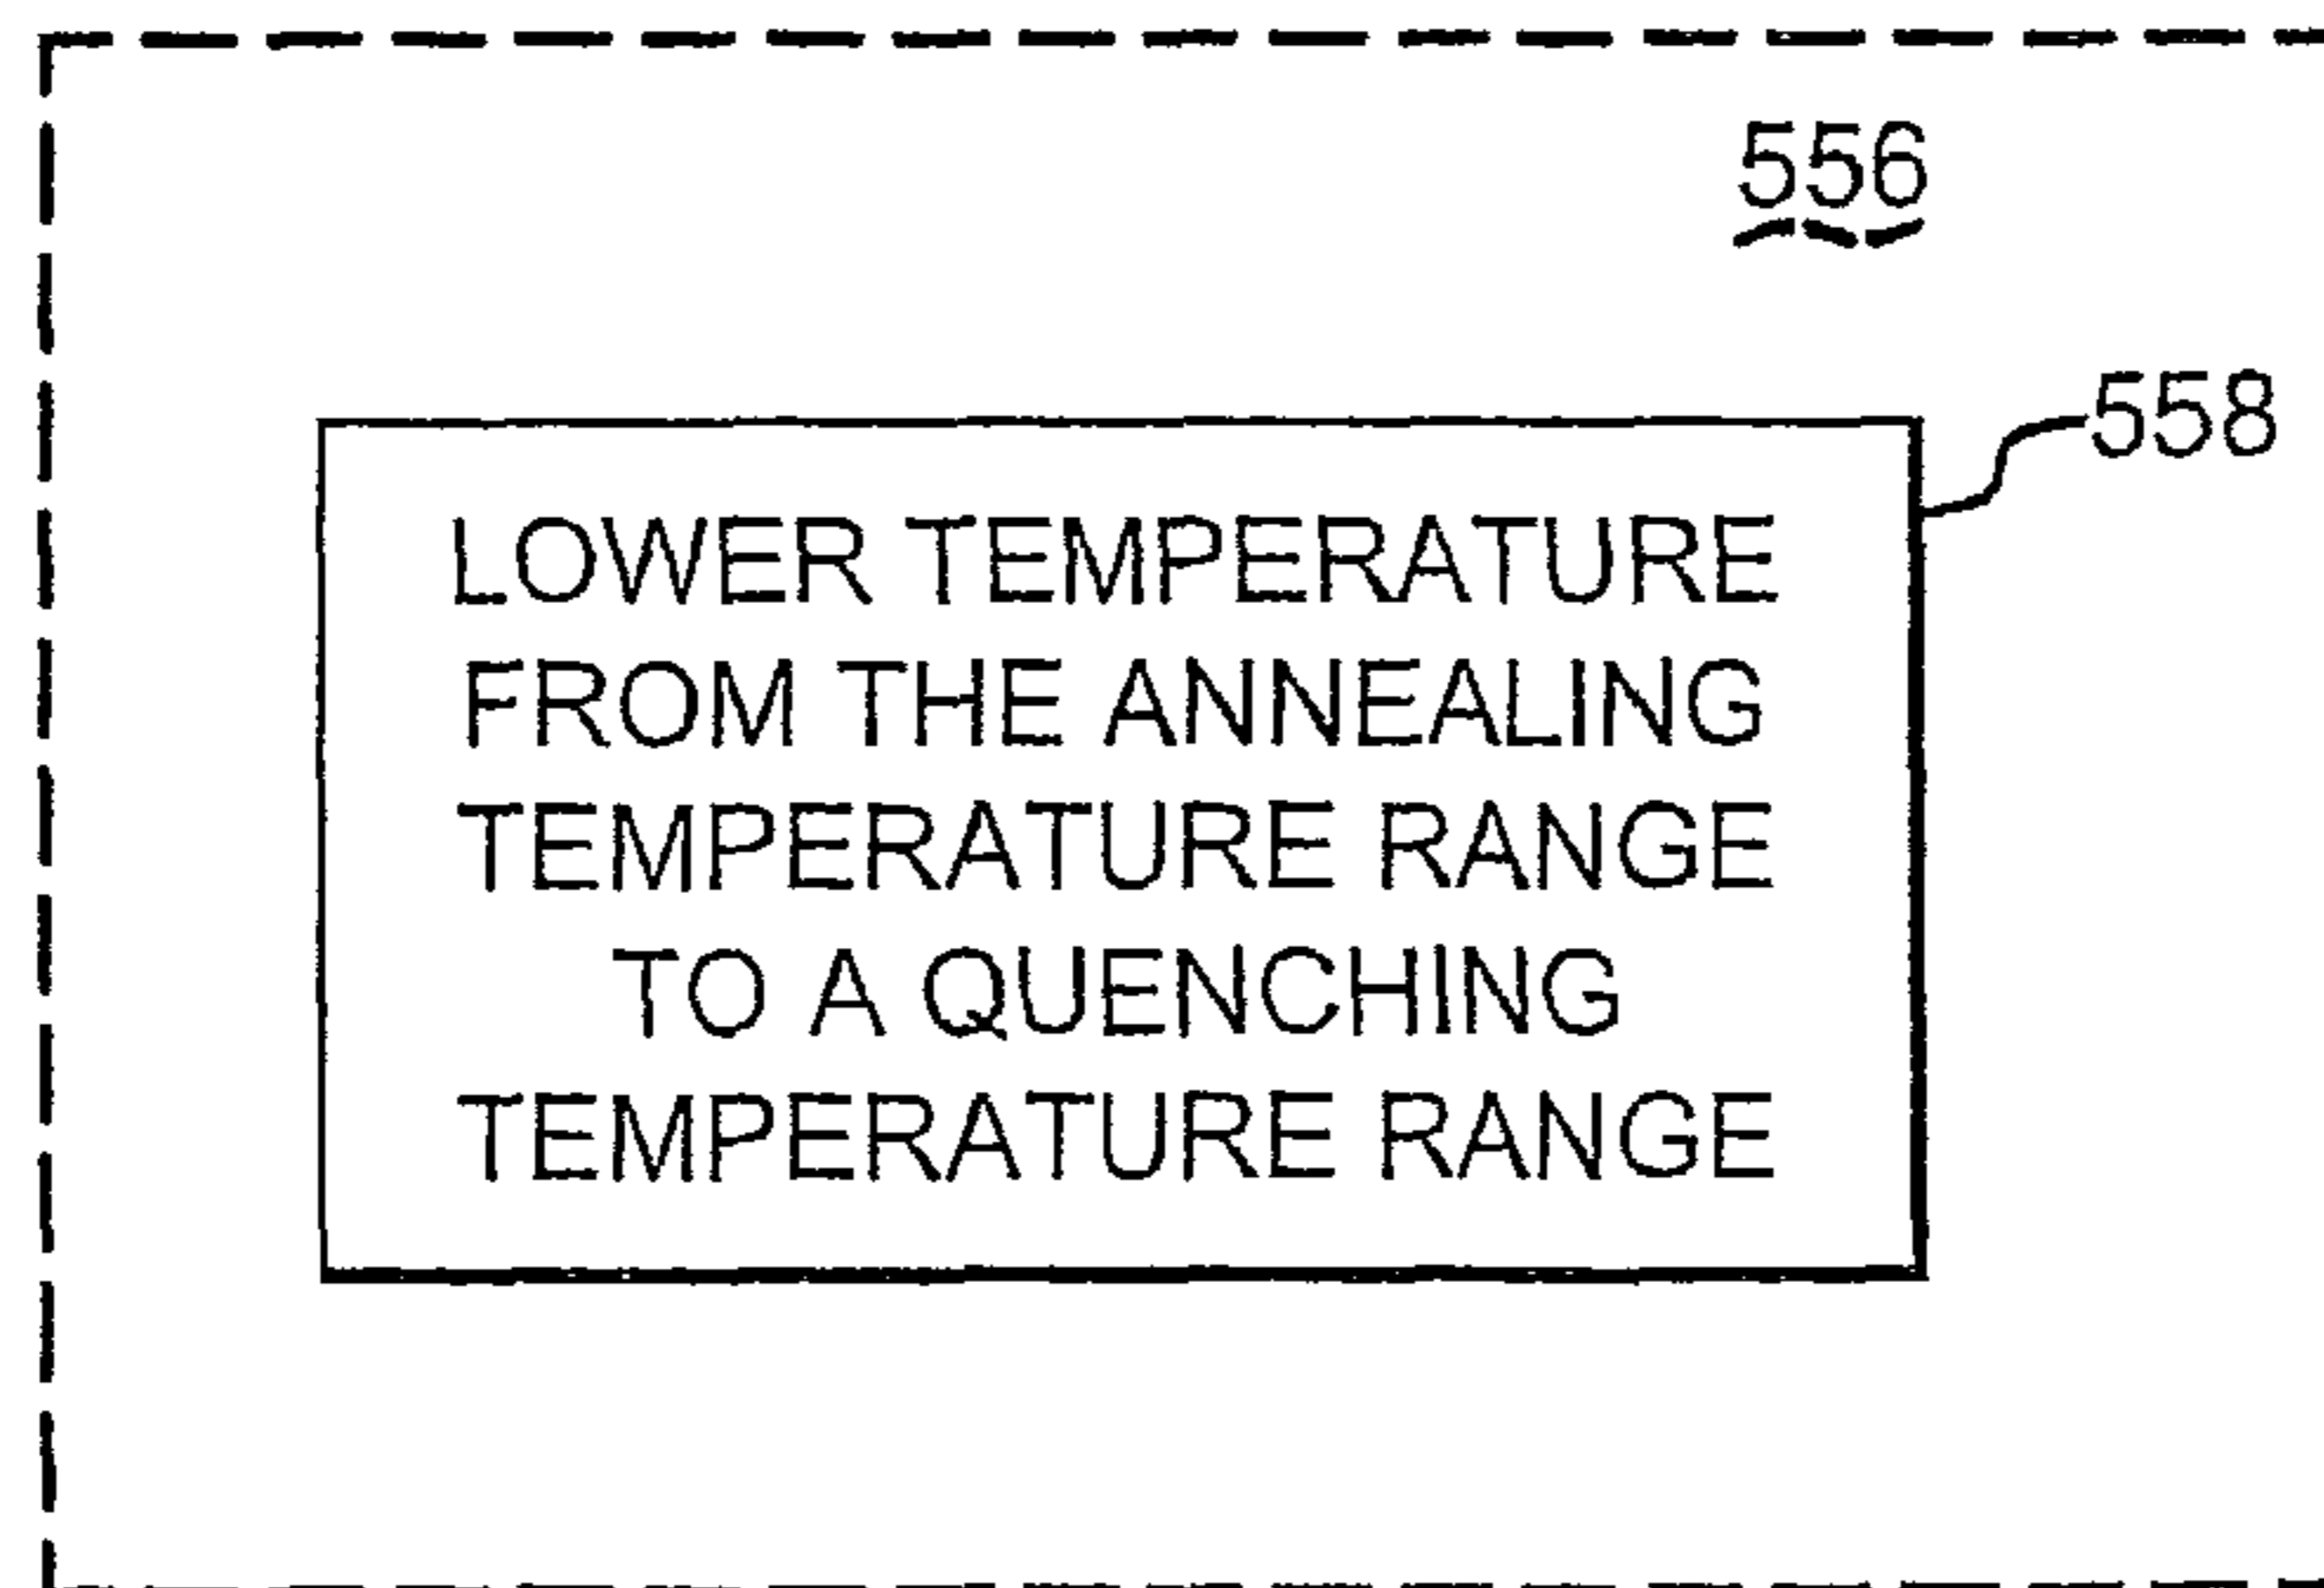 556
558
LOWER TEMPERATURE
FROM THE ANNEALING
TEMPERATURE RANGE
TO A QUENCHING
TEMPERATURE RANGE